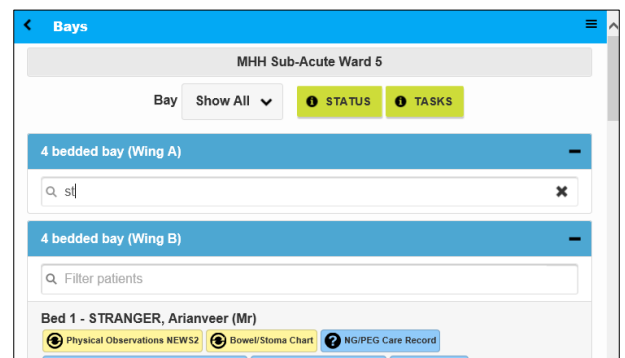 Bays
MHH Sub-Acute Ward 5
Bay Show All STATUS TASKS
4 bedded bay (Wing A)
st
4 bedded bay (Wing B)
Filter patients
Bed 1 - STRANGER, Arianveer (Mr)
Physical Observations NEWS2 Bowel/Stoma Chart NG/PEG Care Record